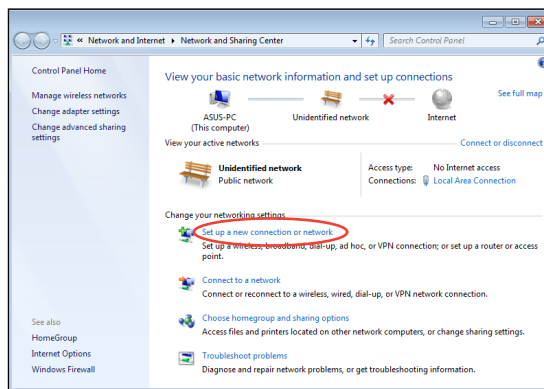 « Network and Internet ▸ Network and Sharing Center
Search Control Panel
Control Panel Home
Manage wireless networks
Change adapter settings
Change advanced sharing
settings
See also
HomeGroup
Internet Options
Windows Firewall
View your basic network information and set up connections
See full map
ASUS-PC
(This computer)
Unidentified network
Internet
View your active networks
Connect or disconnect
Unidentified network
Public network
Access type: No Internet access
Connections: Local Area Connection
Change your networking settings
Set up a new connection or network
Set up a wireless, broadband, dial-up, ad hoc, or VPN connection; or set up a router or access
point.
Connect to a network
Connect or reconnect to a wireless, wired, dial-up, or VPN network connection.
Choose homegroup and sharing options
Access files and printers located on other network computers, or change sharing settings.
Troubleshoot problems
Diagnose and repair network problems, or get troubleshooting information.